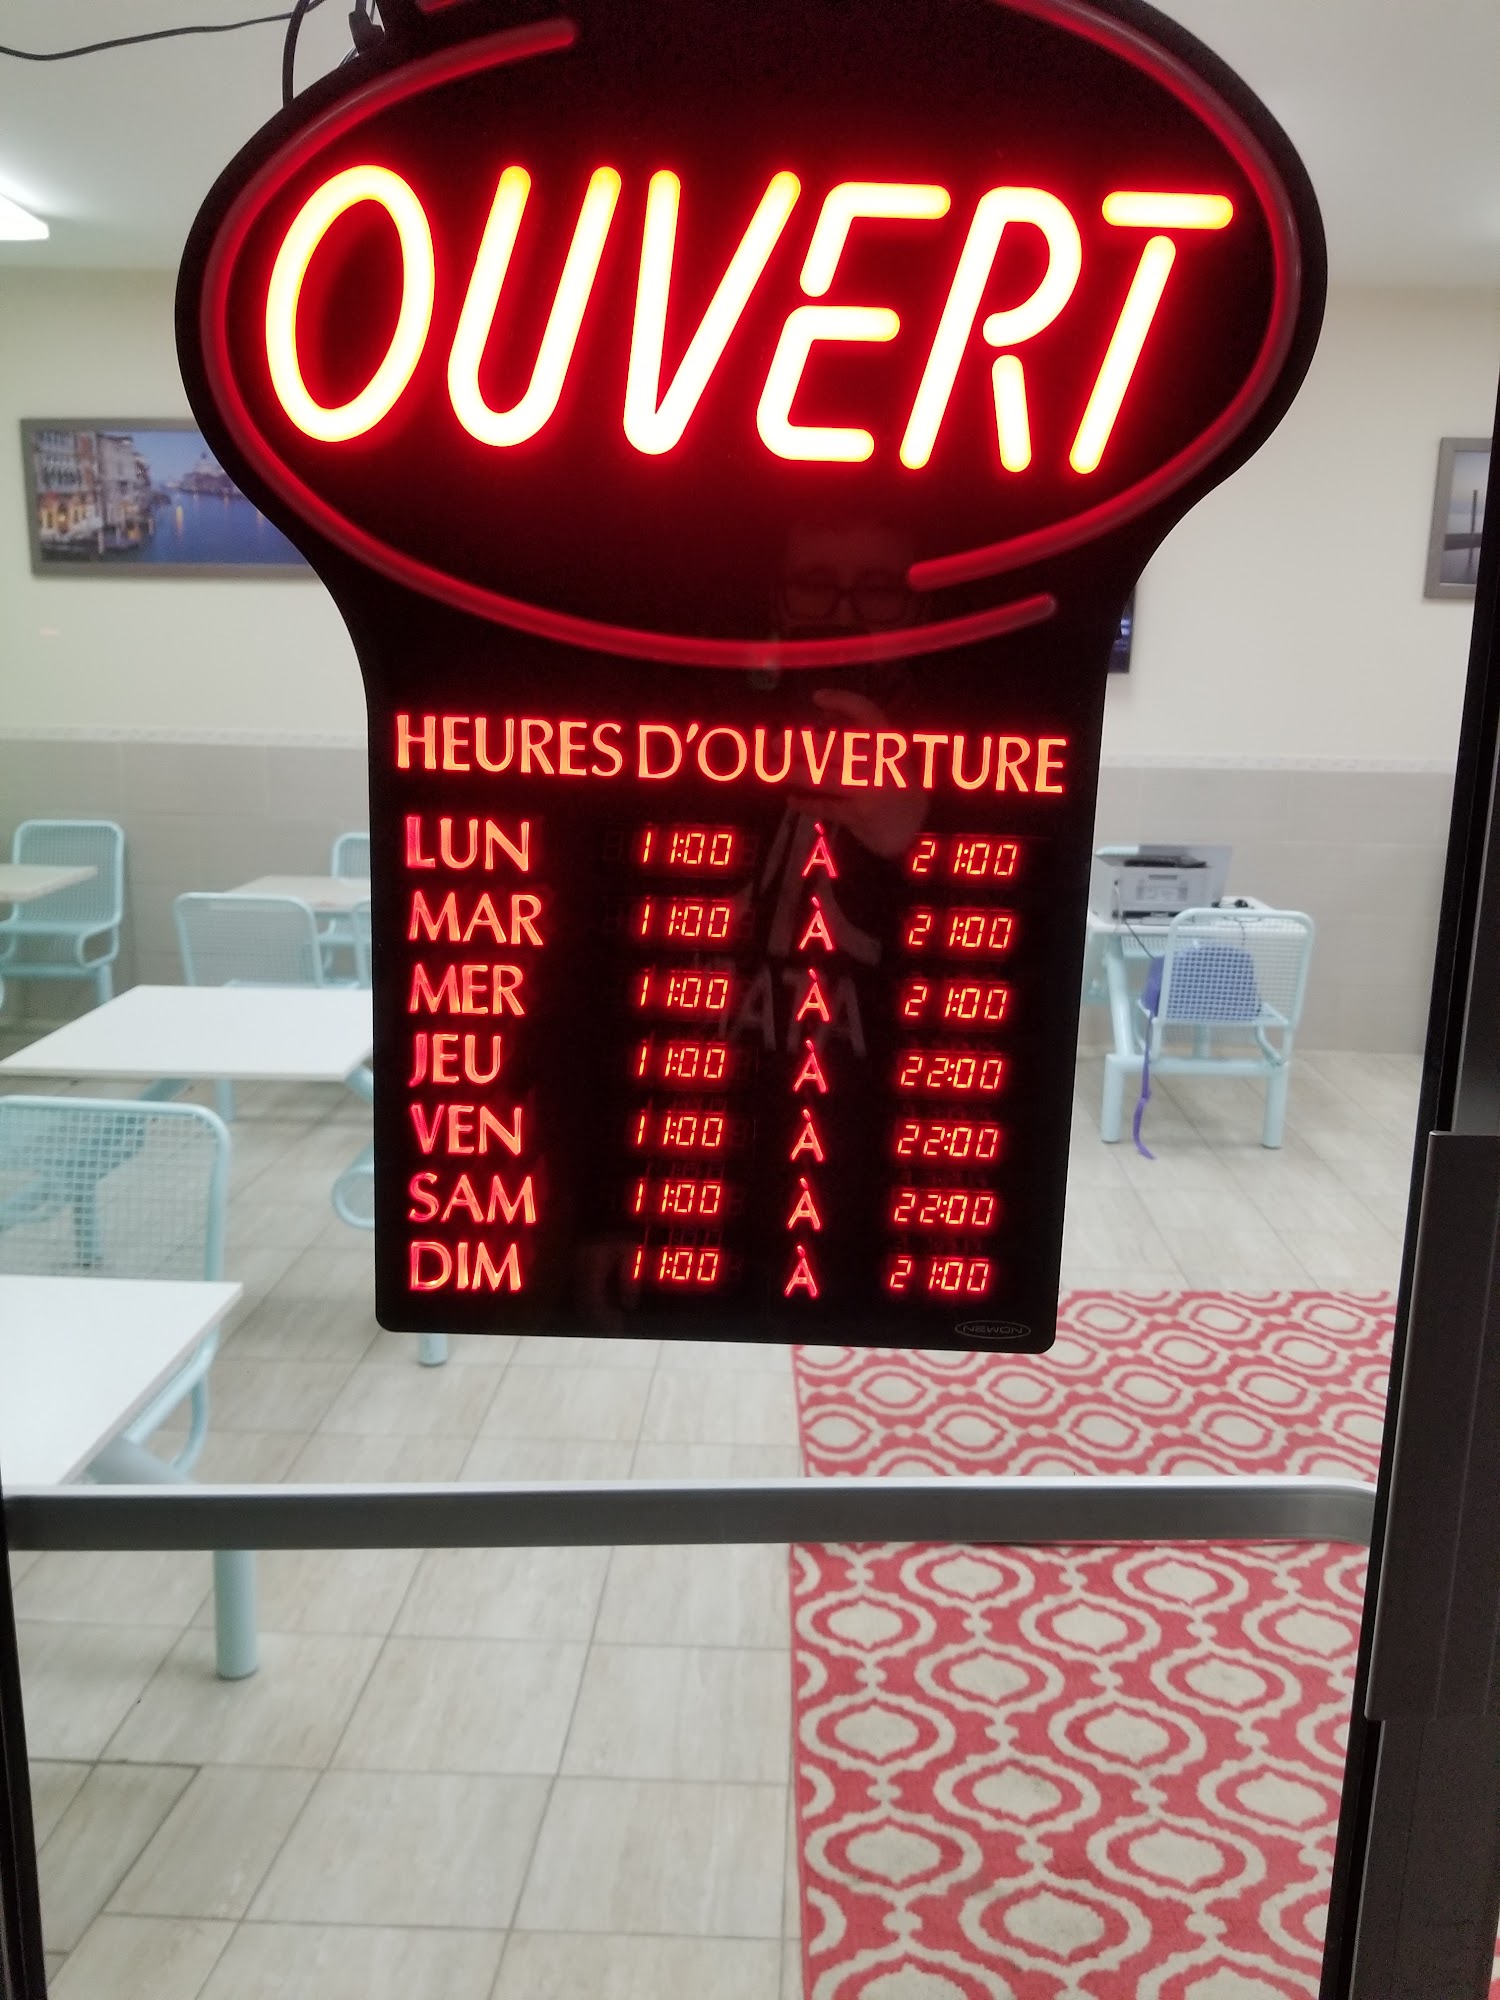 OUVERT
HEURES D'OUVERTURE
LUN 11:00 À 21:00
MAR 11:00 À 21:00
MER 11:00 À 21:00
JEU 11:00 À 22:00
VEN 11:00 À 22:00
SAM 11:00 À 22:00
DIM 11:00 À 21:00
NEWON